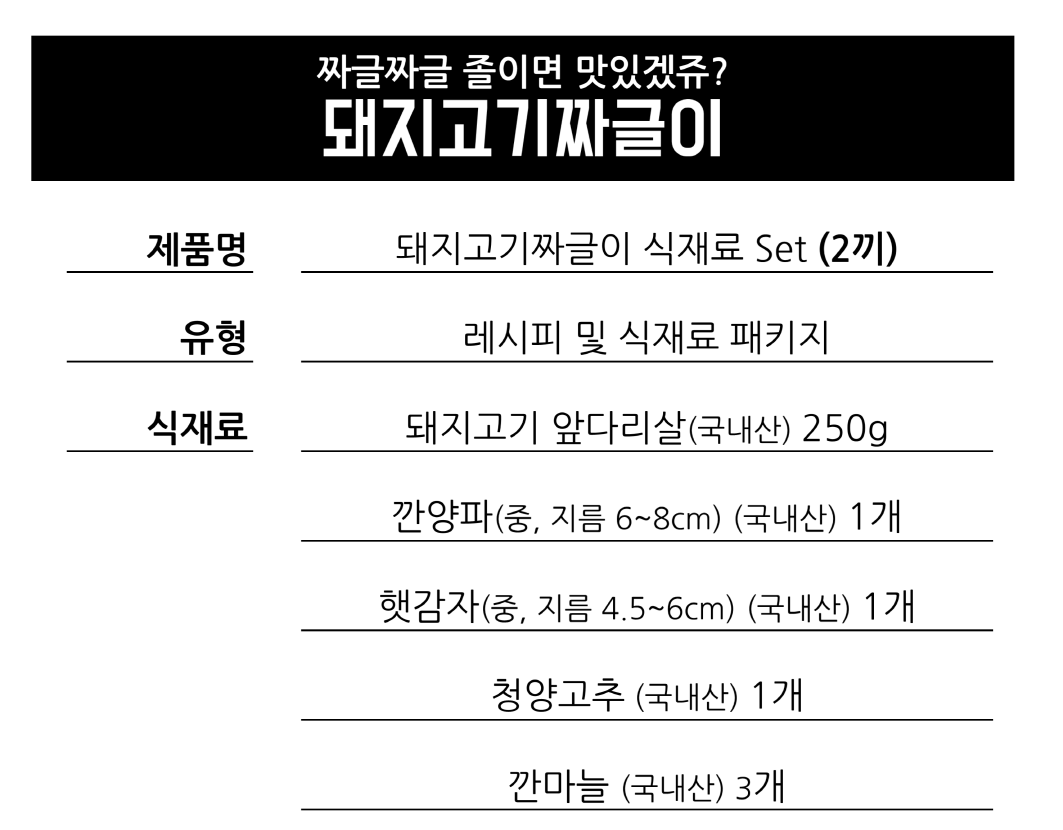 짜글짜글 졸이면 맛있겠쥬?
돼지고기짜글이
제품명 돼지고기짜글이 식재료 Set (2끼)
유형 레시피 및 식재료 패키지
식재료 돼지고기 앞다리살(국내산) 250g
깐양파(중, 지름 6~8cm) (국내산) 1개
햇감자(중, 지름 4.5~6cm) (국내산) 1개
청양고추 (국내산) 1개
깐마늘 (국내산) 3개